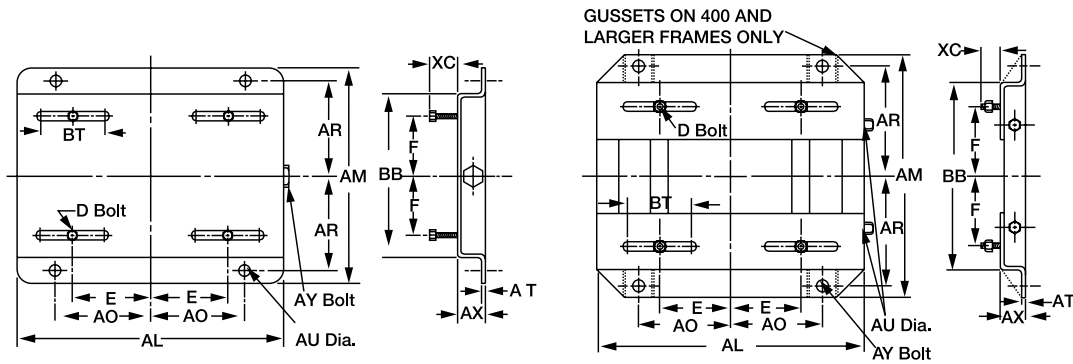 GUSSETS ON 400 AND
LARGER FRAMES ONLY
XC
BT
D Bolt
AR
AM
AR
E
E
AO
AO
AL
AY Bolt
AU Dia.
BB
F
F
A T
AX
XC
D Bolt
BT
AR
AM
AR
E
E
AO
AO
AL
AU Dia.
AY Bolt
BB
F
F
AT
AX